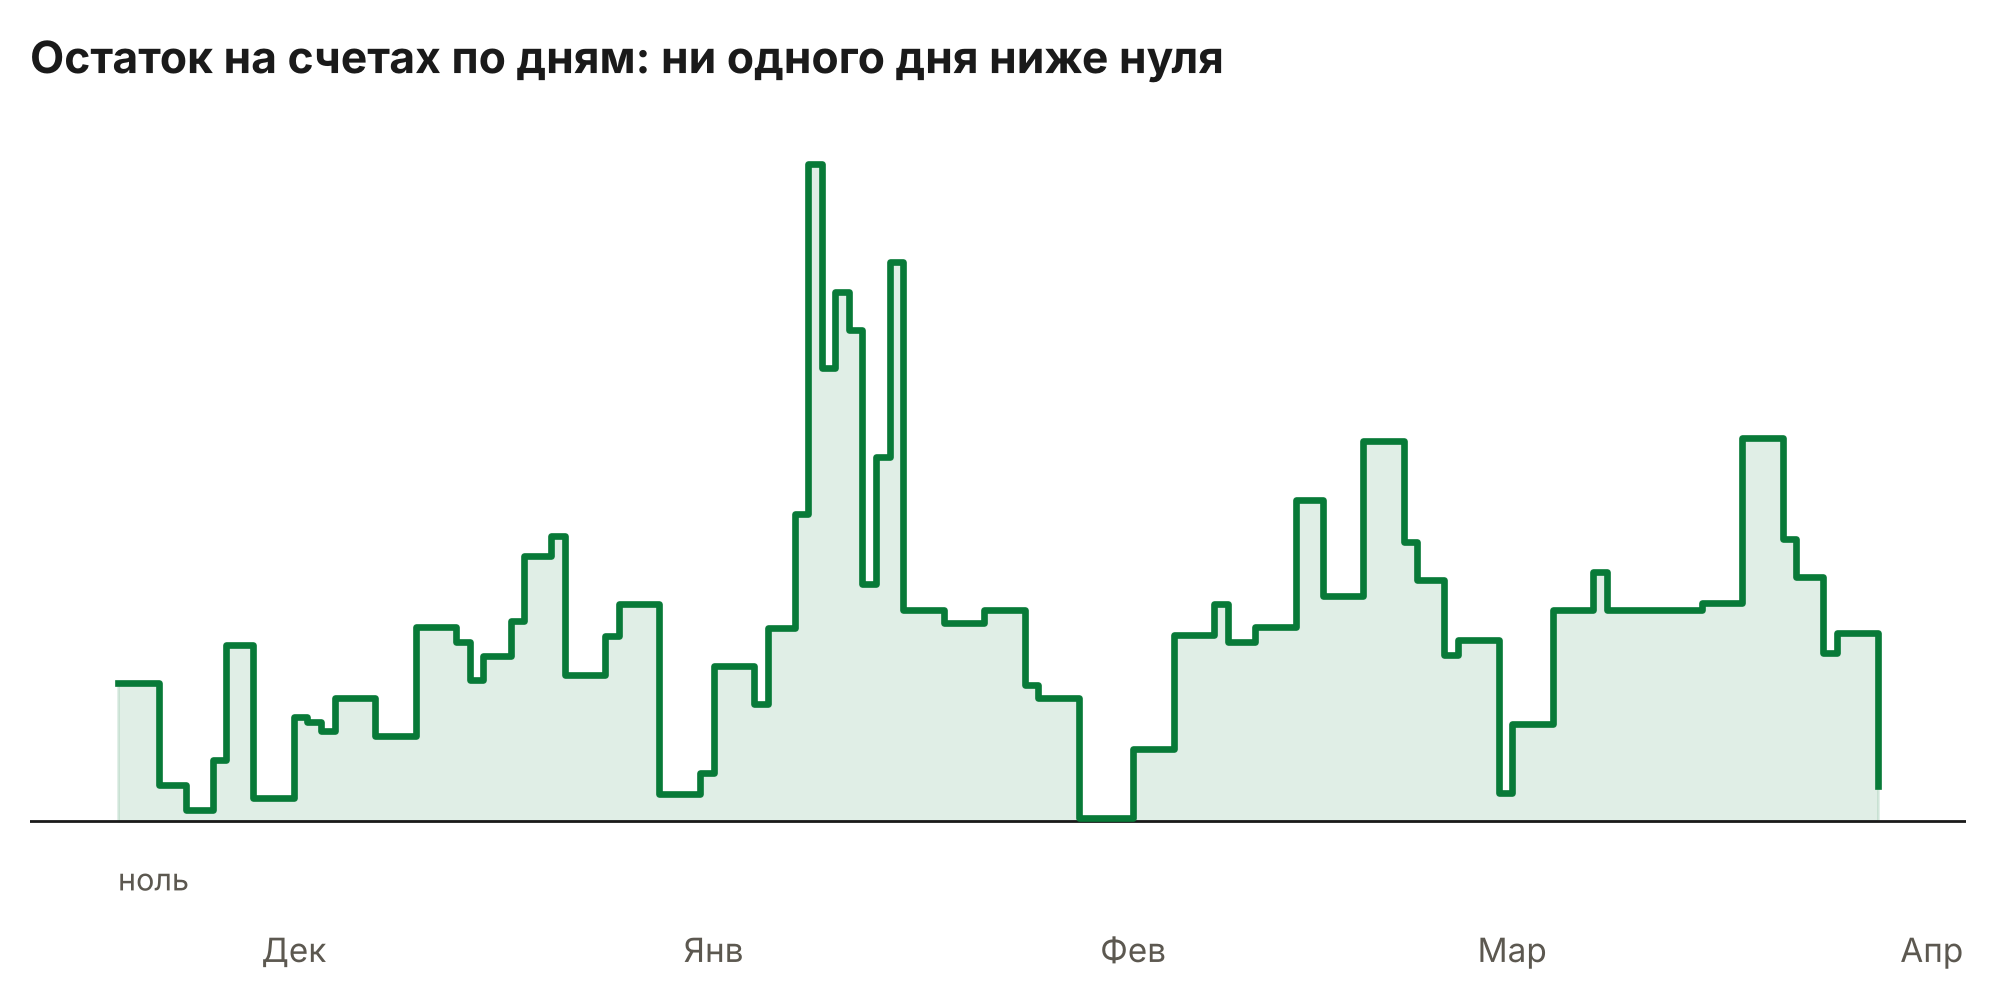 Остаток на счетах по дням: ни одного дня ниже нуля
ноль
Дек Янв Фев Мар Апр